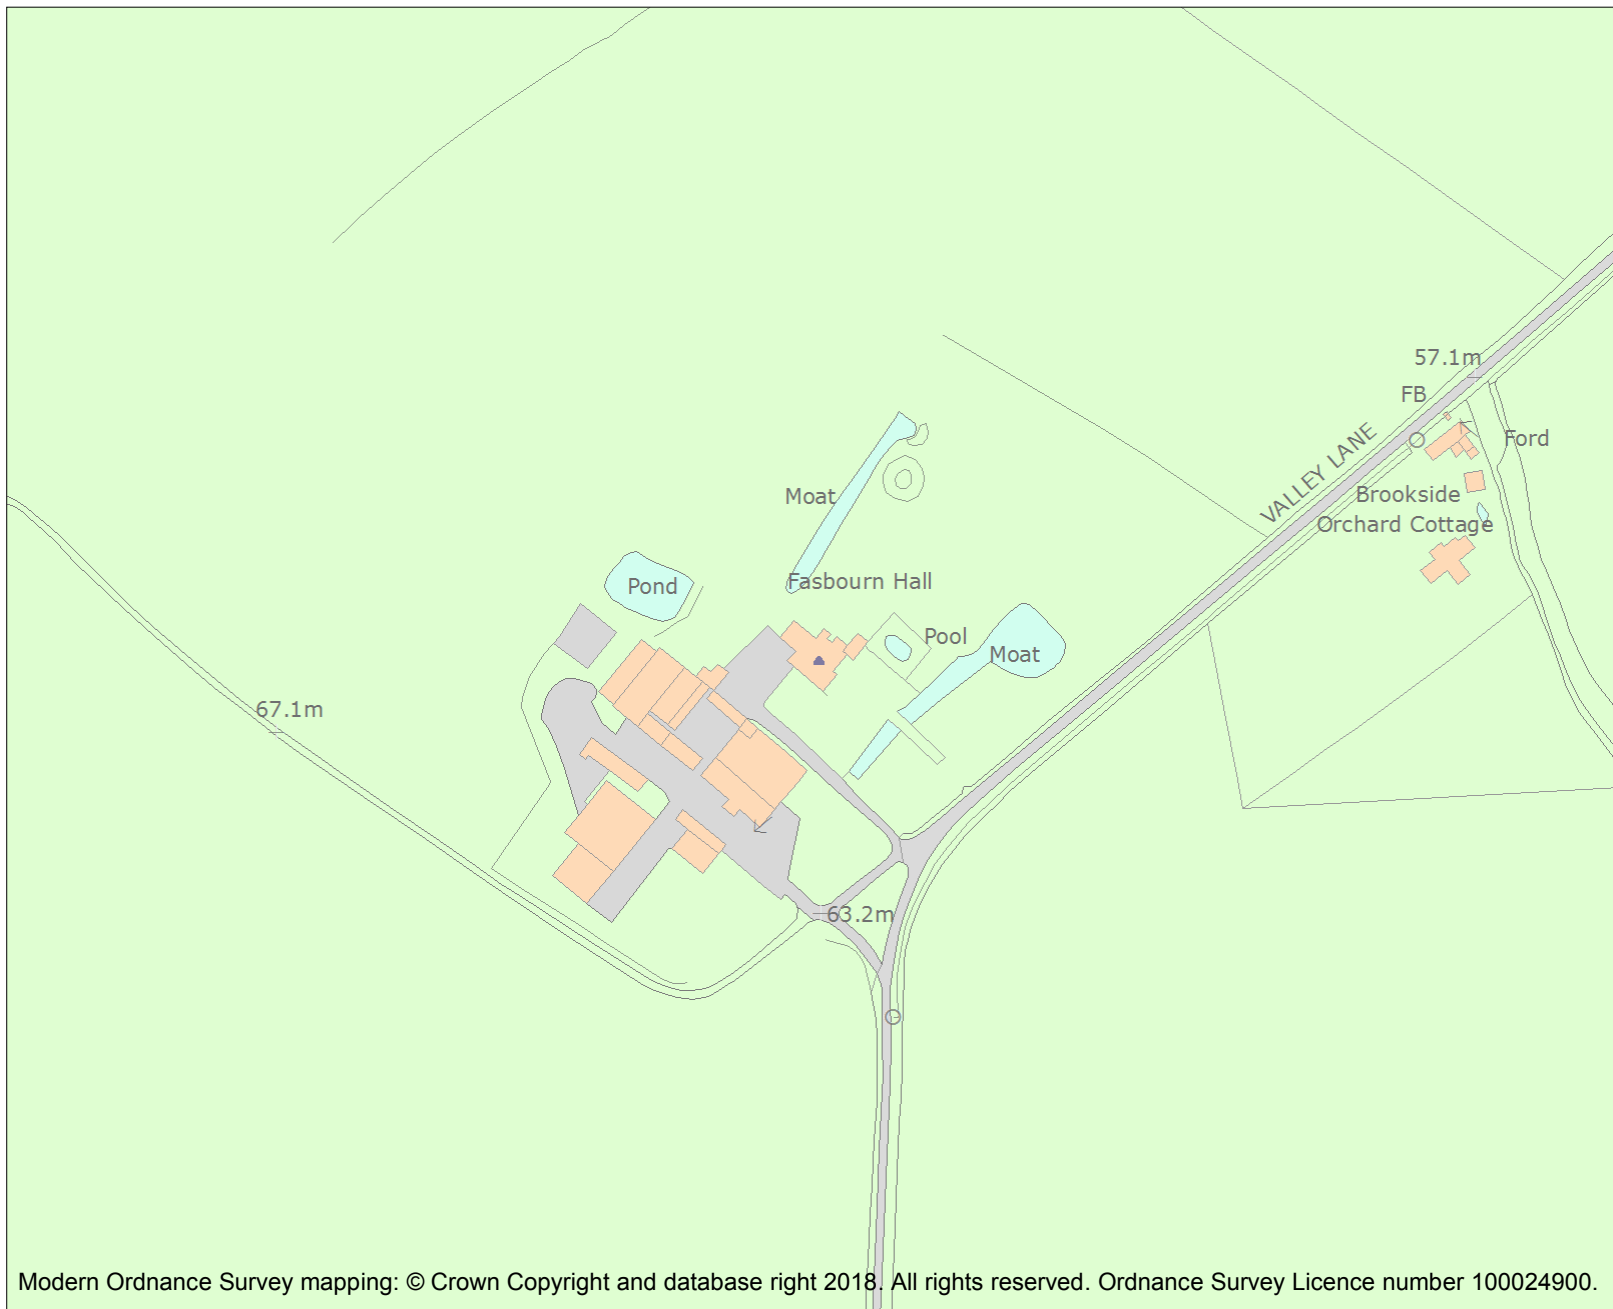 57.1m
FB
VALLEY LANE
Ford
Moat
Brookside
Orchard Cottage
Fasbourn Hall
Pond
Pool
Moat
67.1m
63.2m
Modern Ordnance Survey mapping: © Crown Copyright and database right 2018. All rights reserved. Ordnance Survey Licence number 100024900.